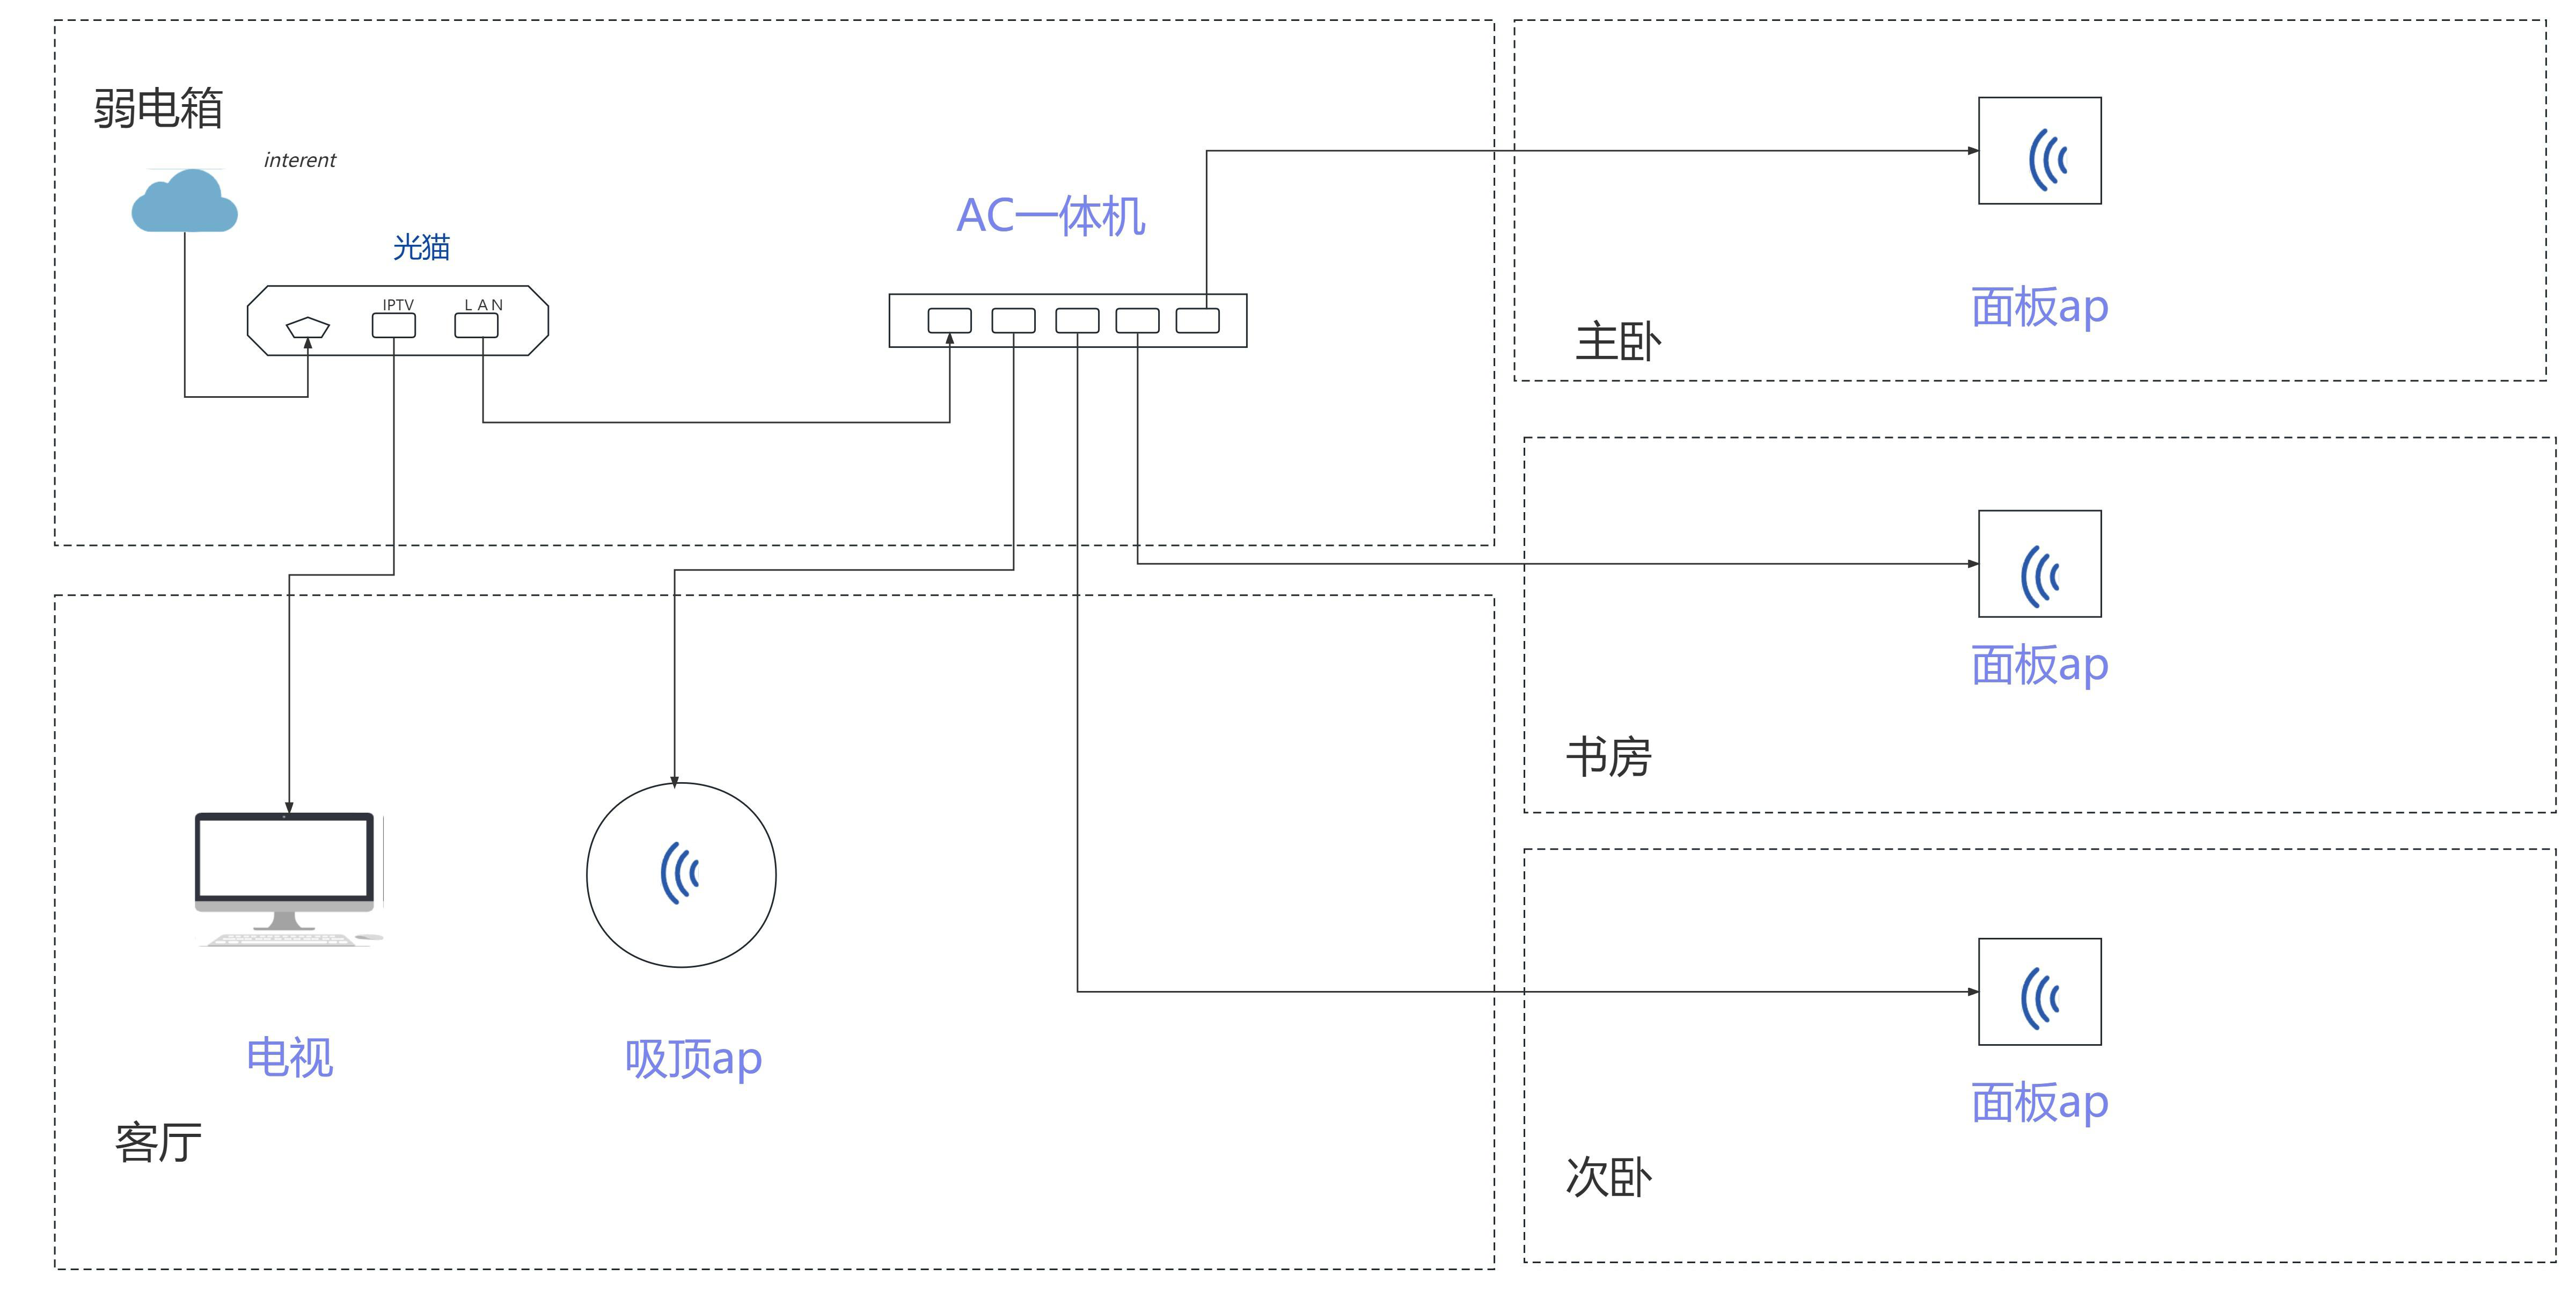 弱电箱
interent
光猫
IPTV
LAN
AC一体机
面板ap
主卧
面板ap
书房
电视
吸顶ap
客厅
面板ap
次卧